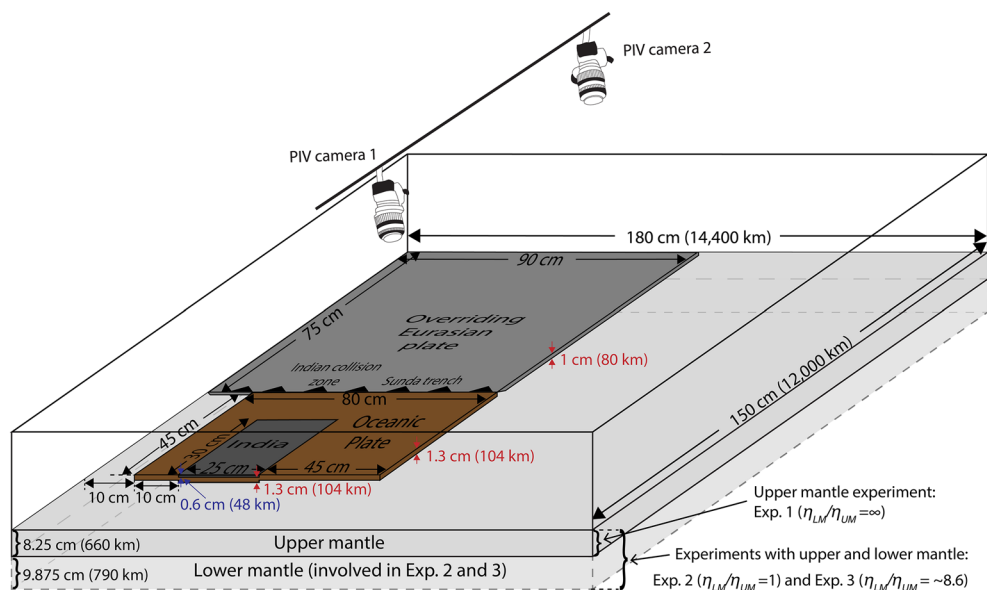 PIV camera 2
PIV camera 1
180 cm (14,400 km)
90 cm
75 cm
Overriding
Eurasian
plate
1 cm (80 km)
150 cm (12,000 km)
Indian collision
zone
Sunda trench
80 cm
45 cm
Oceanic
Plate
30 cm
India
1.3 cm (104 km)
25 cm
45 cm
10 cm
10 cm
1.3 cm (104 km)
0.6 cm (48 km)
Upper mantle experiment:
Exp. 1 (η_LM/η_UM =∞)
8.25 cm (660 km)
Upper mantle
Experiments with upper and lower mantle:
9.875 cm (790 km)
Lower mantle (involved in Exp. 2 and 3)
Exp. 2 (η_LM/η_UM =1) and Exp. 3 (η_LM/η_UM = ~8.6)